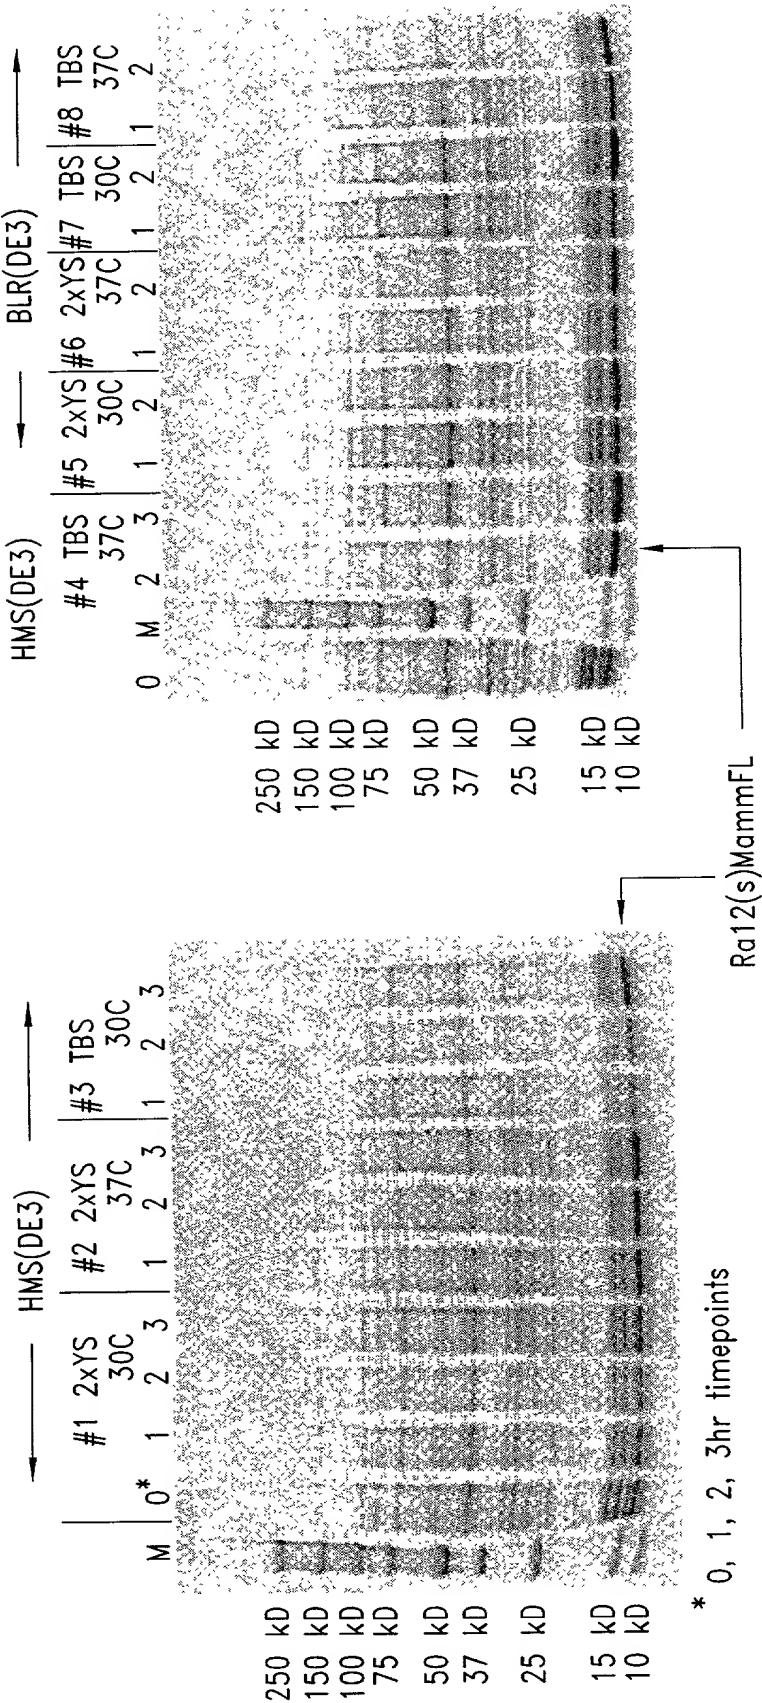 HMS(DE3)
#1 2xYS #2 2xYS #3 TBS
30C 37C 30C
M 0* 1 2 3 1 2 3 1 2 3
250 kD
150 kD
100 kD
75 kD
50 kD
37 kD
25 kD
15 kD
10 kD
* 0, 1, 2, 3hr timepoints
HMS(DE3) BLR(DE3)
#4 TBS #5 2xYS #6 2xYS #7 TBS #8 TBS
37C 30C 37C 30C 37C
0 M 2 3 1 2 1 2 1 2 1 2
250 kD
150 kD
100 kD
75 kD
50 kD
37 kD
25 kD
15 kD
10 kD
Ra12(s)MammFL